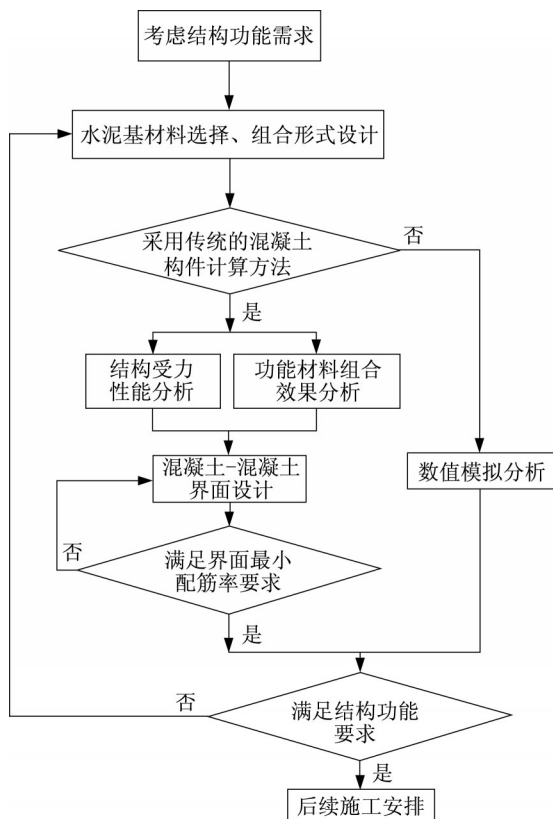 考虑结构功能需求
水泥基材料选择、组合形式设计
采用传统的混凝土
构件计算方法
否
是
结构受力
性能分析
功能材料组合
效果分析
混凝土-混凝土
界面设计
数值模拟分析
否
满足界面最小
配筋率要求
是
否
满足结构功能
要求
是
后续施工安排